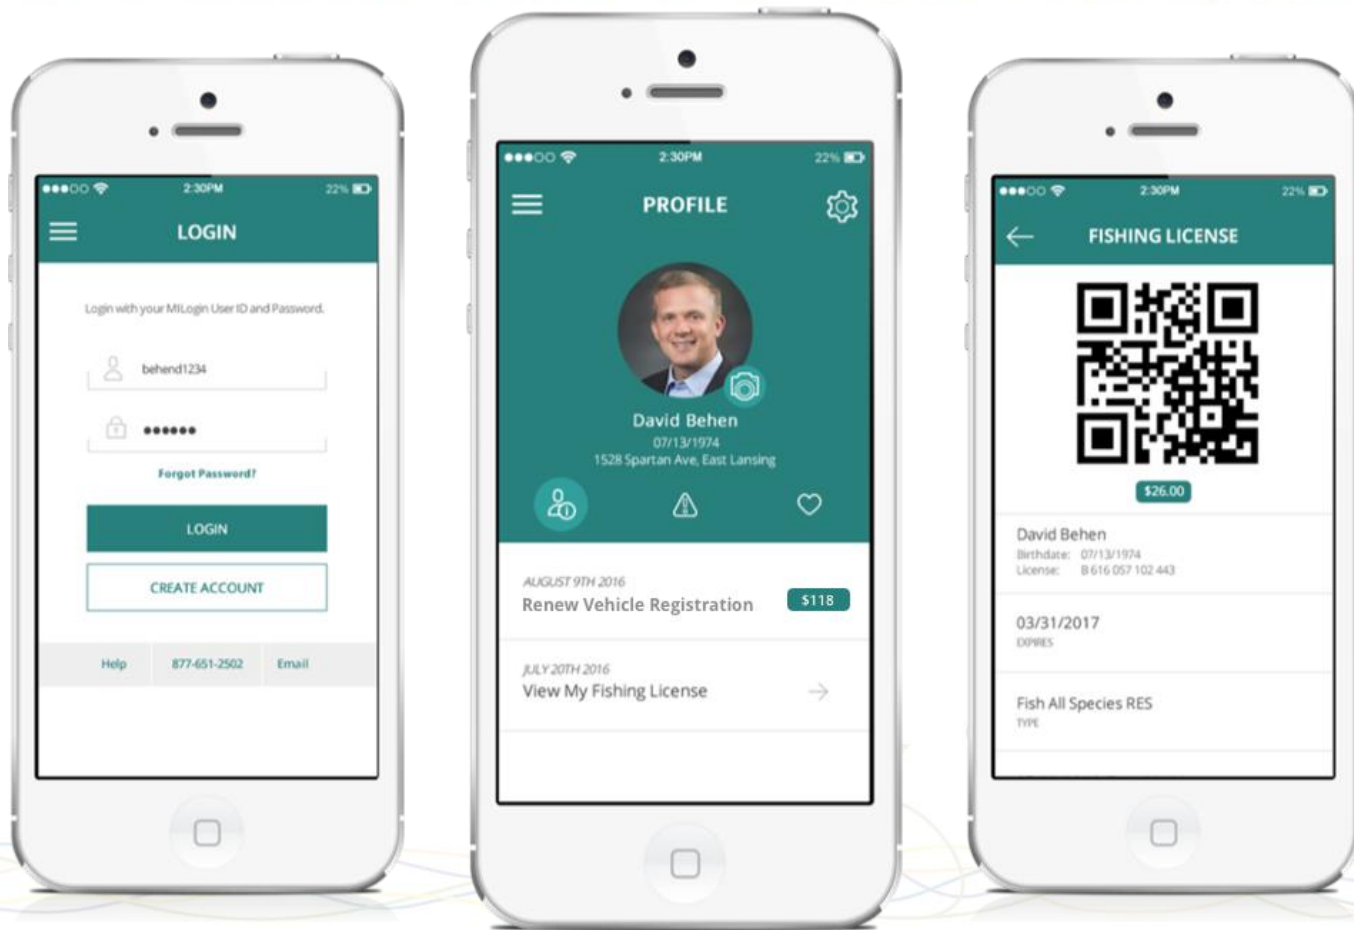 2:30PM
22%
LOGIN
Login with your MILogin User ID and Password.
behend1234
Forgot Password?
LOGIN
CREATE ACCOUNT
Help
877-651-2502
Email
2:30PM
22%
PROFILE
David Behen
07/13/1974
1528 Spartan Ave, East Lansing
AUGUST 9TH 2016
Renew Vehicle Registration
$118
JULY 20TH 2016
View My Fishing License
2:30PM
22%
FISHING LICENSE
$26.00
David Behen
Birthdate: 07/13/1974
License: B 616 057 102 443
03/31/2017
EXPIRES
Fish All Species RES
TYPE